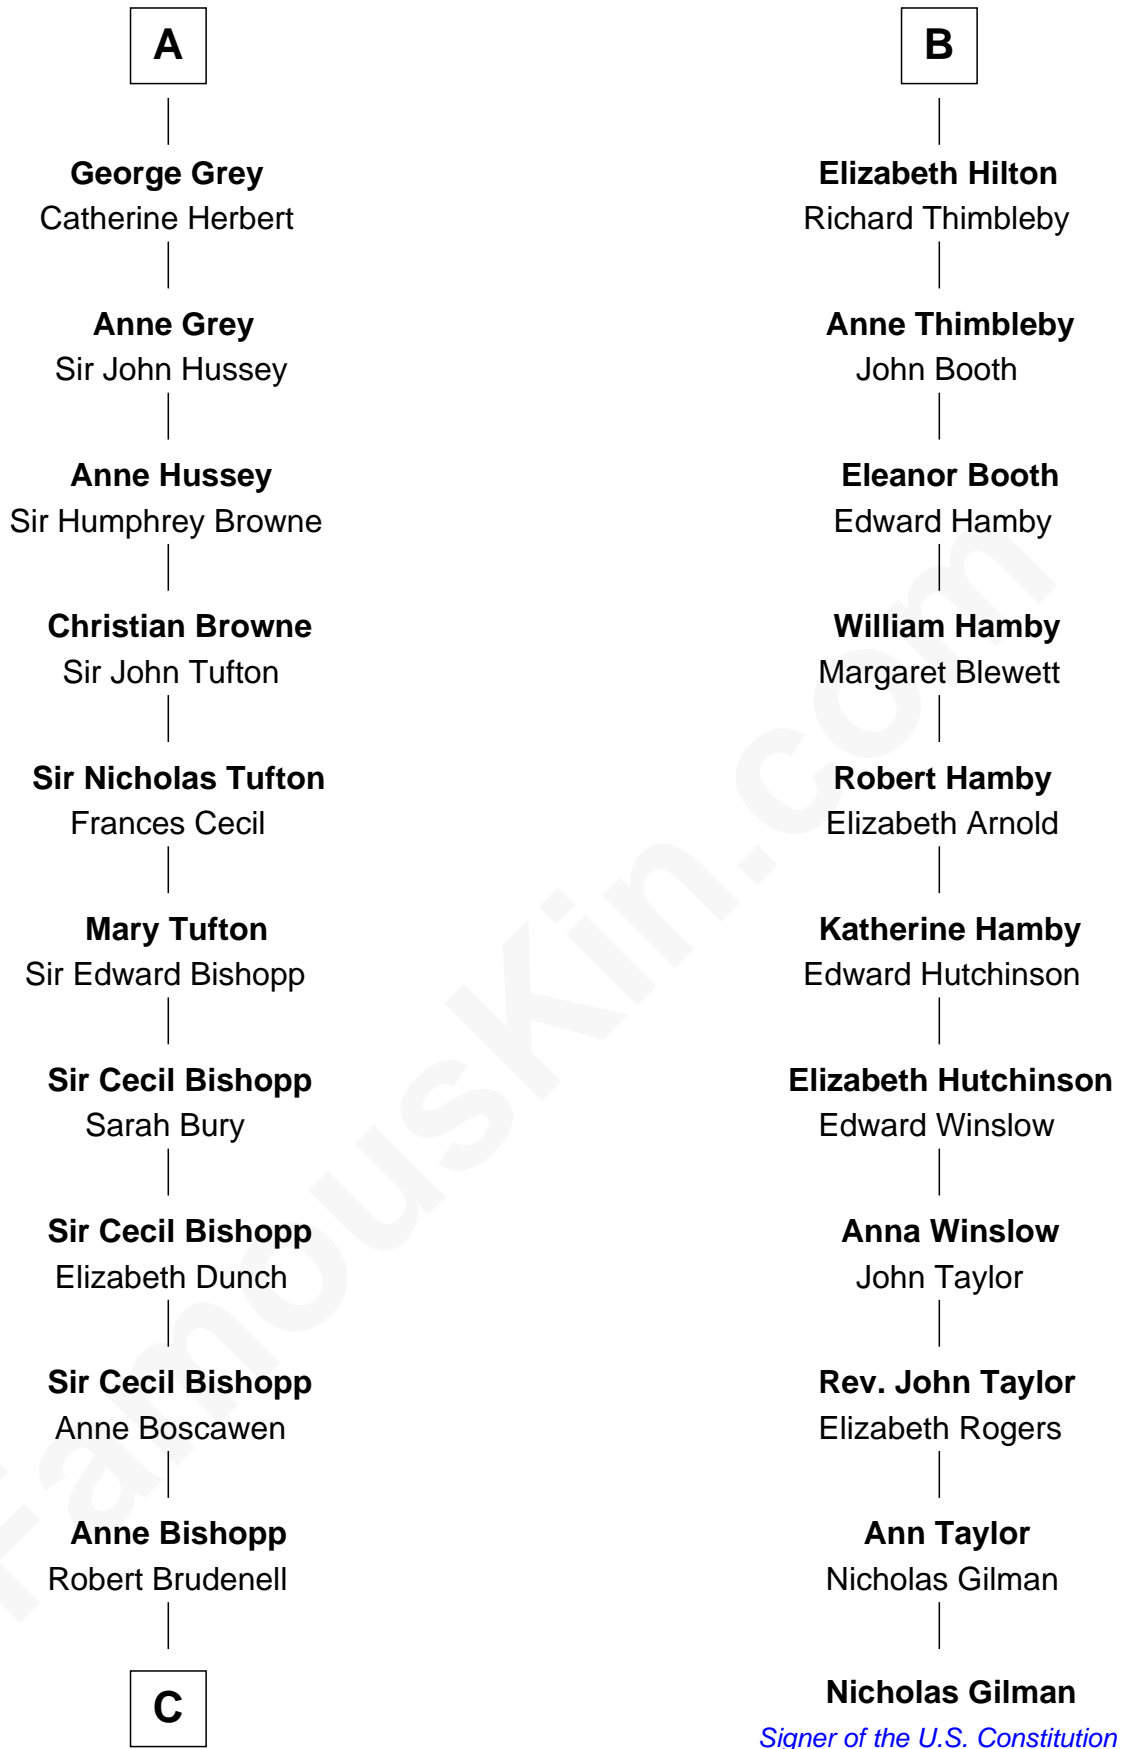 A
George Grey
Catherine Herbert
Anne Grey
Sir John Hussey
Anne Hussey
Sir Humphrey Browne
Christian Browne
Sir John Tufton
Sir Nicholas Tufton
Frances Cecil
Mary Tufton
Sir Edward Bishopp
Sir Cecil Bishopp
Sarah Bury
Sir Cecil Bishopp
Elizabeth Dunch
Sir Cecil Bishopp
Anne Boscawen
Anne Bishopp
Robert Brudenell
C
B
Elizabeth Hilton
Richard Thimbleby
Anne Thimbleby
John Booth
Eleanor Booth
Edward Hamby
William Hamby
Margaret Blewett
Robert Hamby
Elizabeth Arnold
Katherine Hamby
Edward Hutchinson
Elizabeth Hutchinson
Edward Winslow
Anna Winslow
John Taylor
Rev. John Taylor
Elizabeth Rogers
Ann Taylor
Nicholas Gilman
Nicholas Gilman
Signer of the U.S. Constitution
FamousKin.com